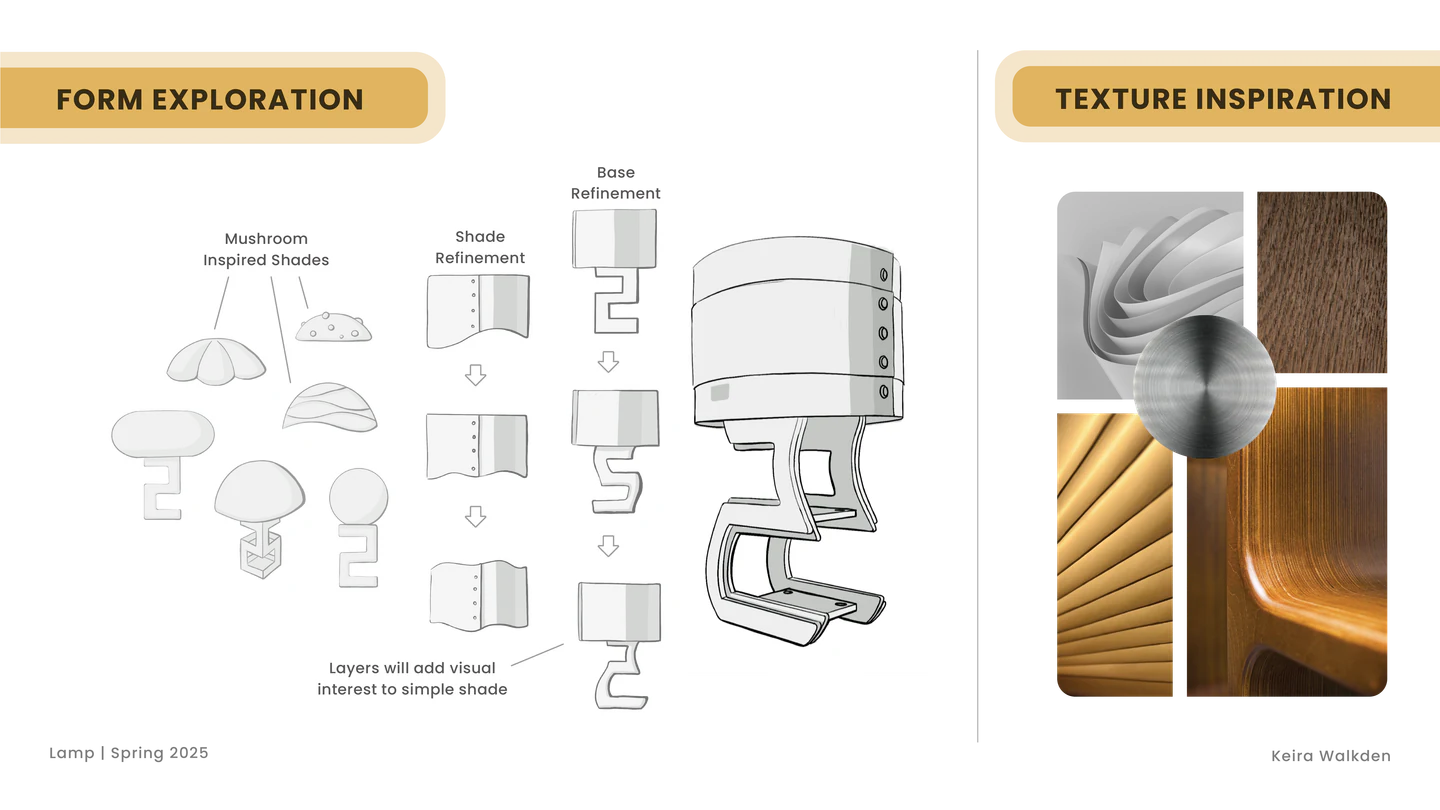 FORM EXPLORATION
TEXTURE INSPIRATION
Base
Refinement
Mushroom
Inspired Shades
Shade
Refinement
Layers will add visual
interest to simple shade
Lamp | Spring 2025
Keira Walkden